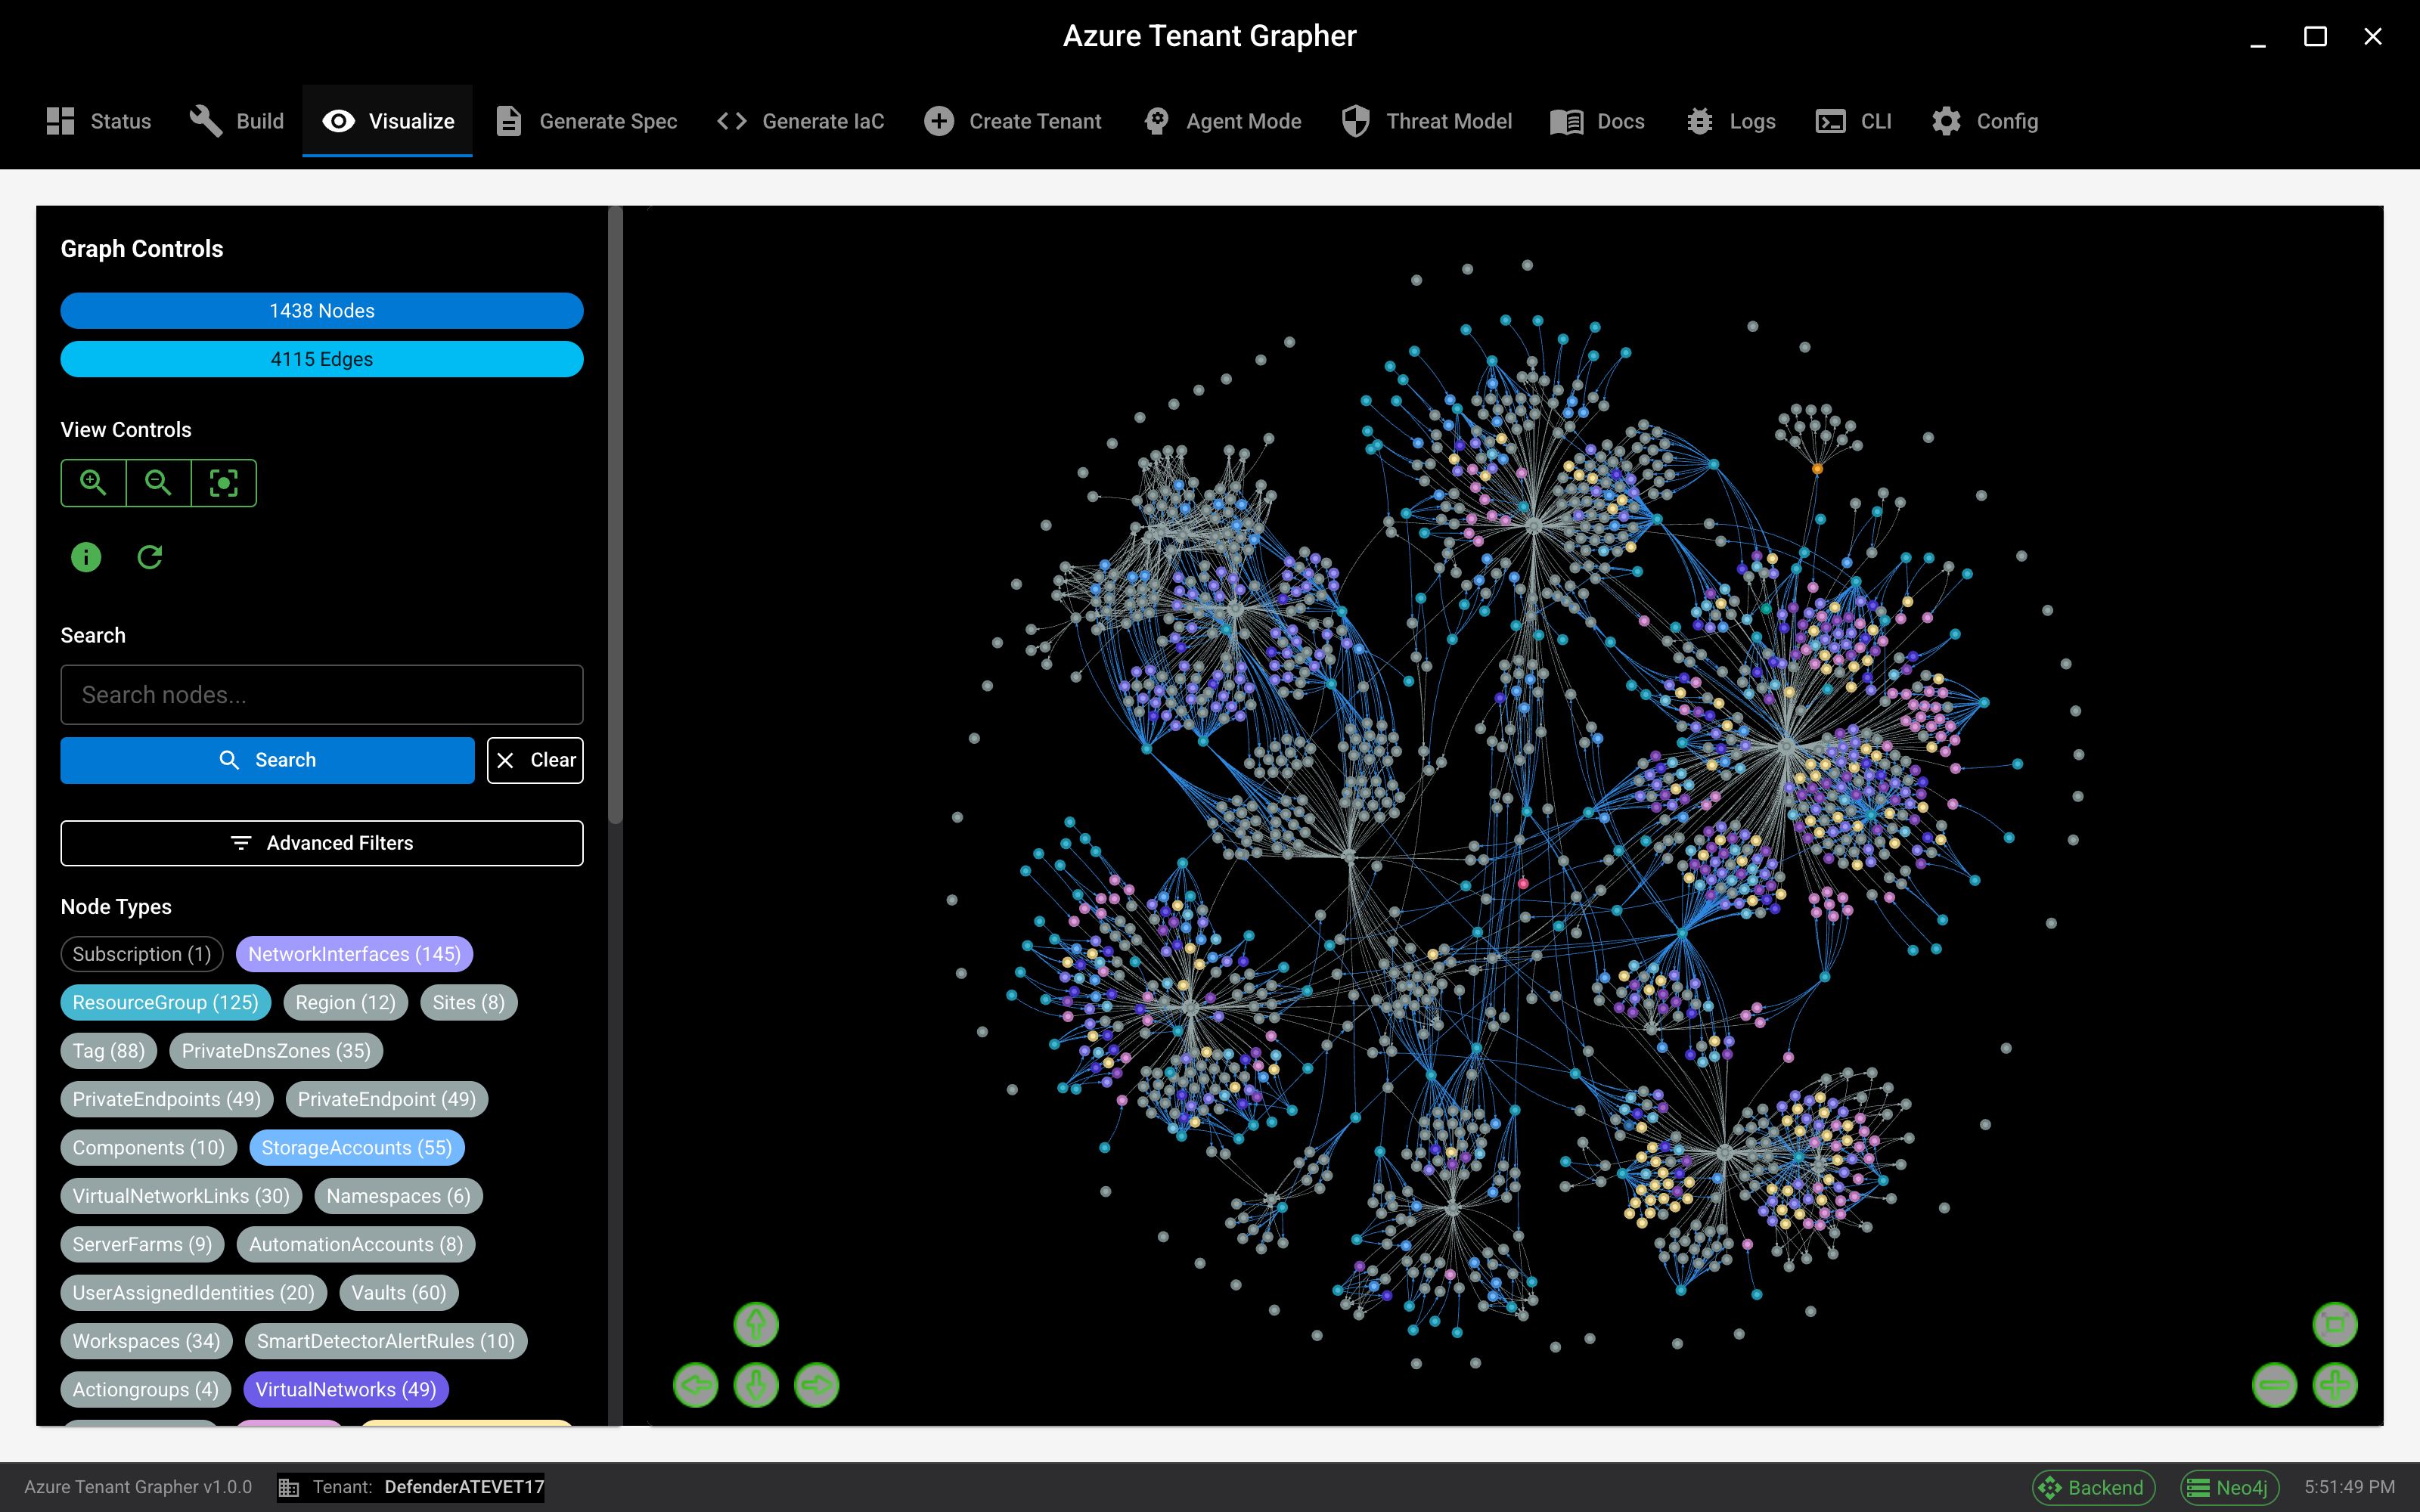 Azure Tenant Grapher
Status Build Visualize Generate Spec Generate IaC Create Tenant Agent Mode Threat Model Docs Logs CLI Config
Graph Controls
1438 Nodes
4115 Edges
View Controls
Search
Search nodes...
Search Clear
Advanced Filters
Node Types
Subscription (1) NetworkInterfaces (145)
ResourceGroup (125) Region (12) Sites (8)
Tag (88) PrivateDnsZones (35)
PrivateEndpoints (49) PrivateEndpoint (49)
Components (10) StorageAccounts (55)
VirtualNetworkLinks (30) Namespaces (6)
ServerFarms (9) AutomationAccounts (8)
UserAssignedIdentities (20) Vaults (60)
Workspaces (34) SmartDetectorAlertRules (10)
Actiongroups (4) VirtualNetworks (49)
Azure Tenant Grapher v1.0.0 Tenant: DefenderATEVET17 Backend Neo4j 5:51:49 PM